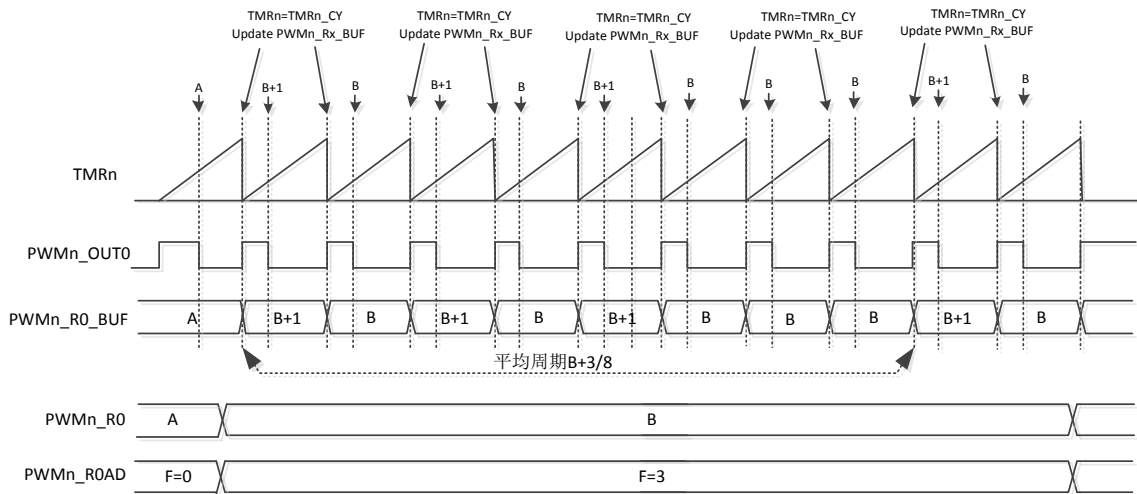 TMRn=TMRn_CY
Update PWMn_Rx_BUF
TMRn=TMRn_CY
Update PWMn_Rx_BUF
TMRn=TMRn_CY
Update PWMn_Rx_BUF
TMRn=TMRn_CY
Update PWMn_Rx_BUF
TMRn=TMRn_CY
Update PWMn_Rx_BUF
A B+1 B B+1 B B+1 B B B B+1 B
TMRn
PWMn_OUT0
PWMn_R0_BUF A B+1 B B+1 B B+1 B B B B+1 B
平均周期B+3/8
PWMn_R0 A B
PWMn_R0AD F=0 F=3